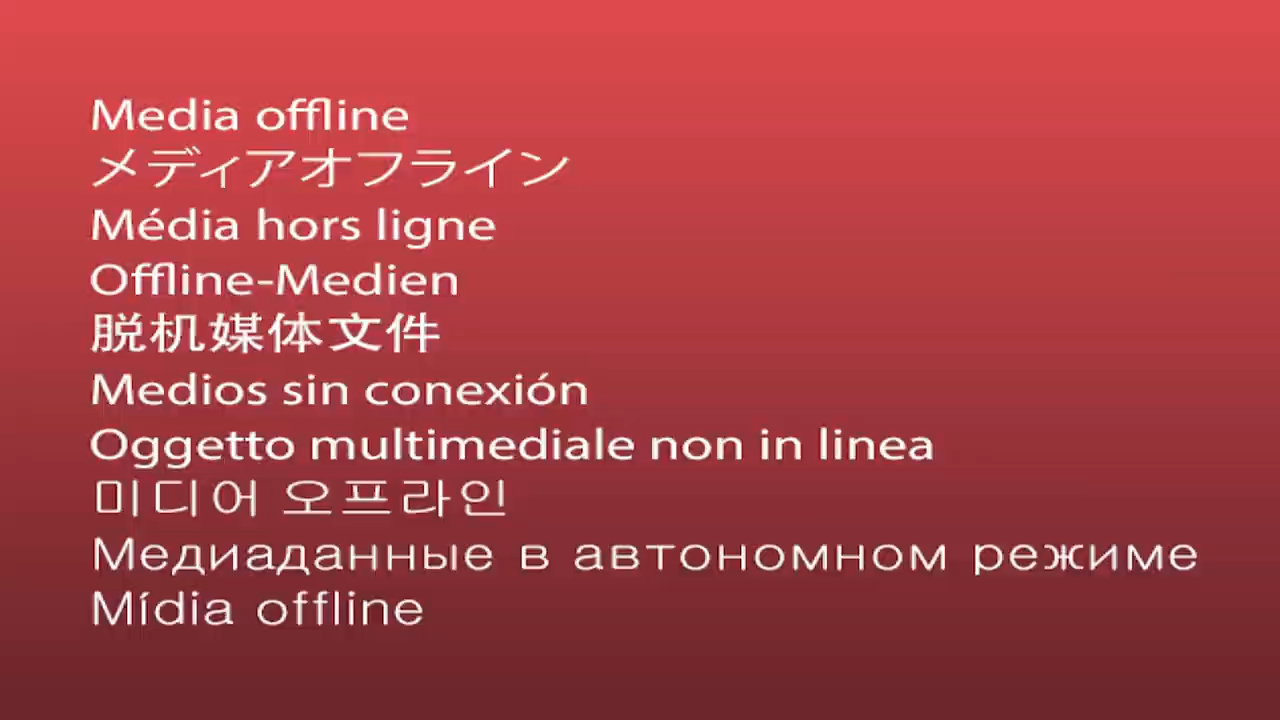 Media offline
メディアオフライン
Média hors ligne
Offline-Medien
脱机媒体文件
Medios sin conexión
Oggetto multimediale non in linea
미디어 오프라인
Медиаданные в автономном режиме
Mídia offline